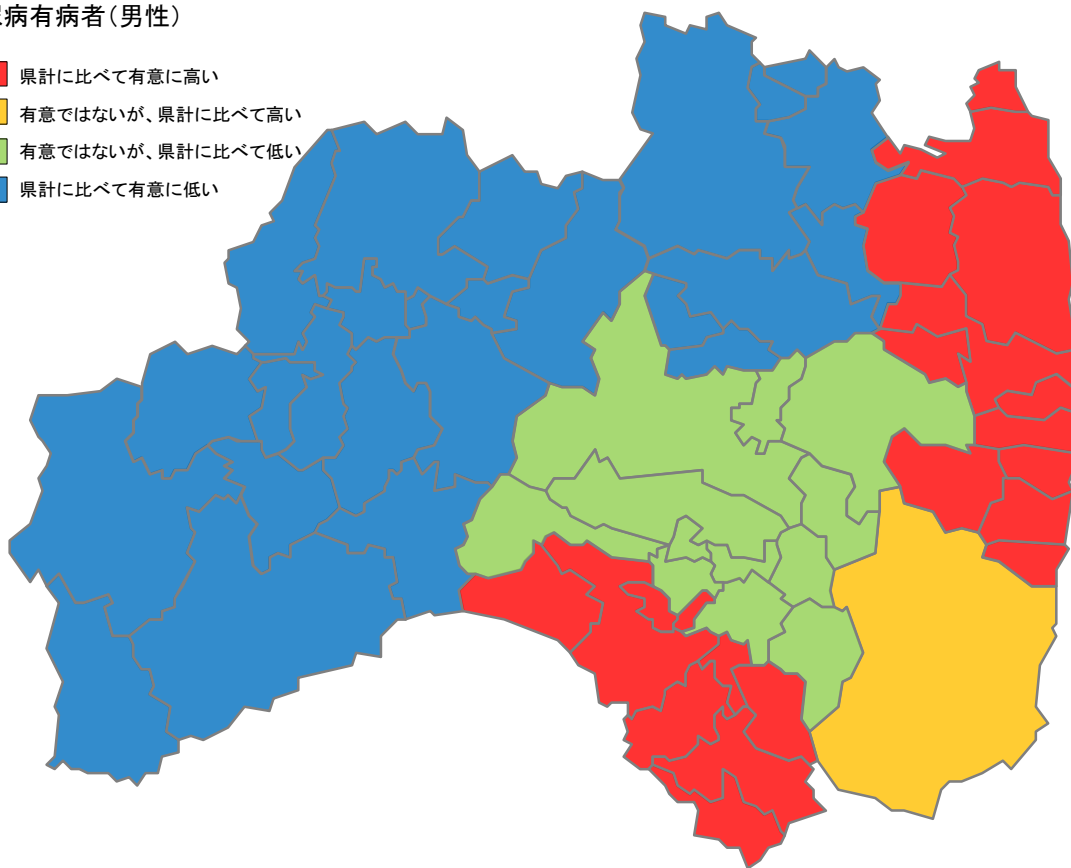 病有病者(男性)
県計に比べて有意に高い
有意ではないが、県計に比べて高い
有意ではないが、県計に比べて低い
県計に比べて有意に低い